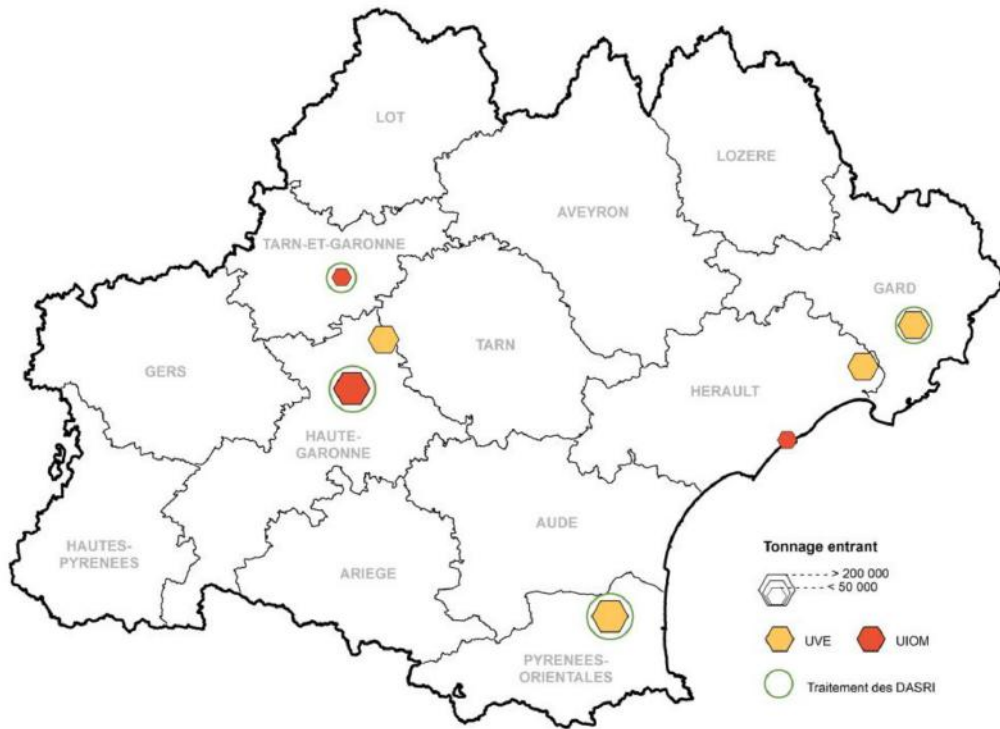 LOT
LOZERE
AVEYRON
TARN-ET-GARONNE
GARD
TARN
GERS
HERAULT
HAUTE-
GARONNE
AUDE
HAUTES-
PYRENEES
ARIEGE
PYRENEES-
ORIENTALES
Tonnage entrant
> 200 000
< 50 000
UVE
UIOM
Traitement des DASRI